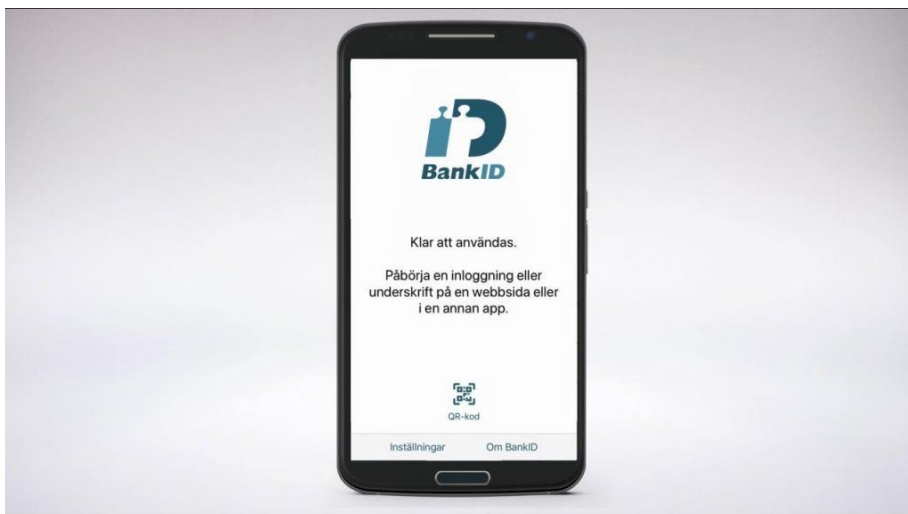 BankID
Klar att användas.
Påbörja en inloggning eller
underskrift på en webbsida eller
i en annan app.
QR-kod
Inställningar Om BankID